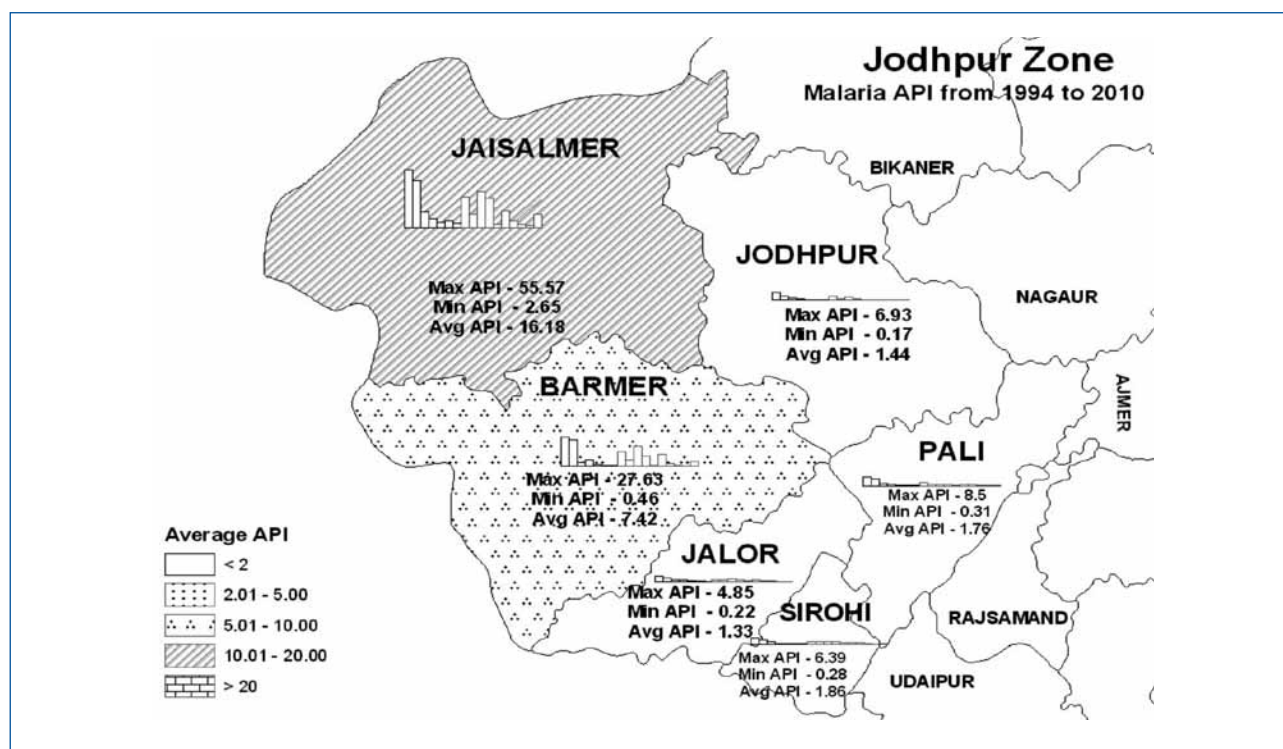 Jodhpur Zone
Malaria API from 1994 to 2010
JAISALMER
BIKANER
JODHPUR
NAGAUR
Max API - 55.57
Min API - 2.65
Avg API - 16.18
Max API - 6.93
Min API - 0.17
Avg API - 1.44
BARMER
AJMER
PALI
Max API - 27.63
Min API - 0.46
Avg API - 7.42
Max API - 8.5
Min API - 0.31
Avg API - 1.76
JALOR
Max API - 4.85
Min API - 0.22
Avg API - 1.33
SIROHI
RAJSAMAND
Max API - 6.39
Min API - 0.28
Avg API - 1.86
UDAIPUR
Average API
< 2
2.01 - 5.00
5.01 - 10.00
10.01 - 20.00
> 20